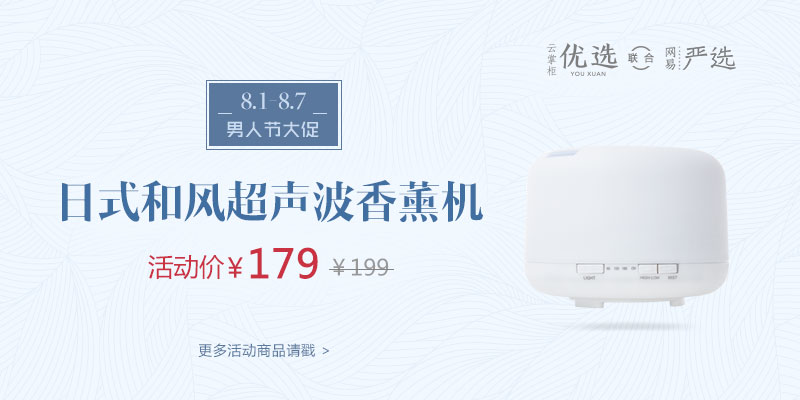 云掌柜 优选 YOU XUAN 联合 网易 严选
8.1-8.7
男人节大促
日式和风超声波香薰机
活动价¥179 ¥199
更多活动商品请戳 >
LIGHT
MIST